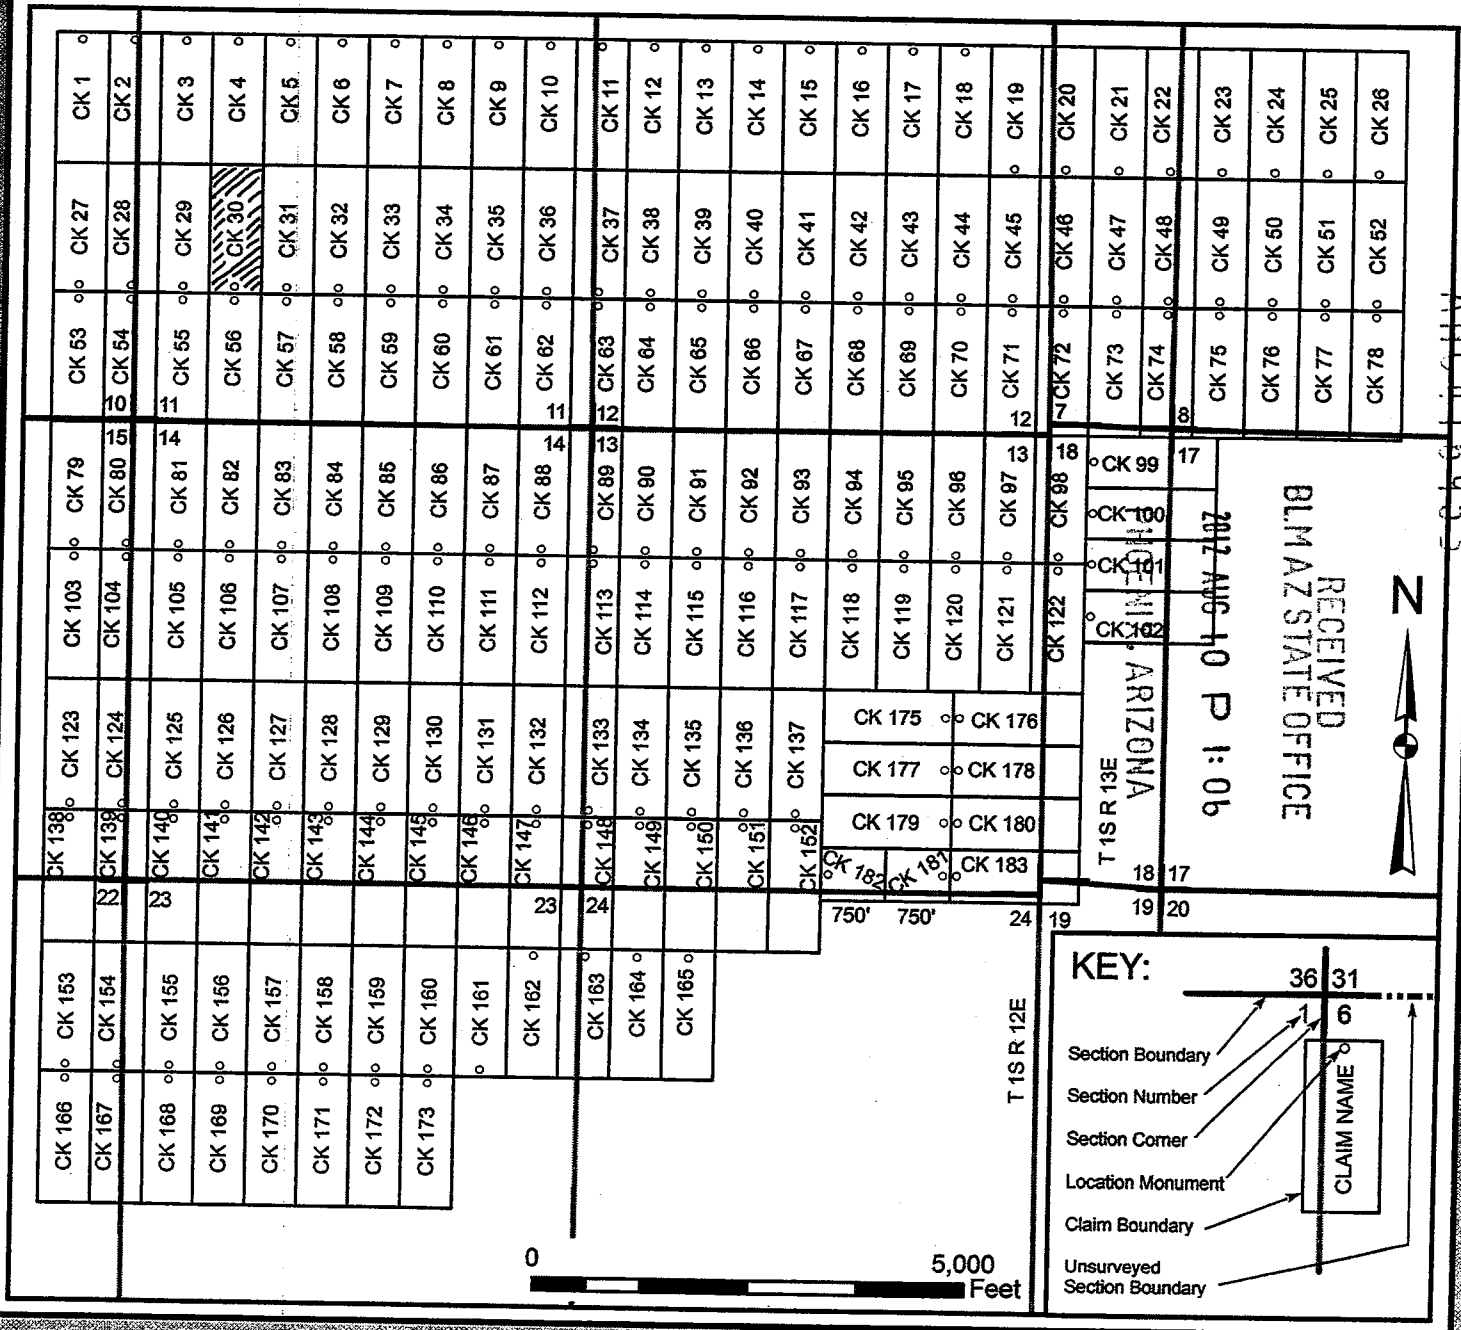 CK 1 CK 2 CK 3 CK 4 CK 5 CK 6 CK 7 CK 8 CK 9 CK 10 CK 11 CK 12 CK 13 CK 14 CK 15 CK 16 CK 17 CK 18 CK 19 CK 20 CK 21 CK 22 CK 23 CK 24 CK 25 CK 26
CK 27 CK 28 CK 29 CK 30 CK 31 CK 32 CK 33 CK 34 CK 35 CK 36 CK 37 CK 38 CK 39 CK 40 CK 41 CK 42 CK 43 CK 44 CK 45 CK 46 CK 47 CK 48 CK 49 CK 50 CK 51 CK 52
CK 53 CK 54 CK 55 CK 56 CK 57 CK 58 CK 59 CK 60 CK 61 CK 62 CK 63 CK 64 CK 65 CK 66 CK 67 CK 68 CK 69 CK 70 CK 71 CK 72 CK 73 CK 74 CK 75 CK 76 CK 77 CK 78
10 11 11 12 12 7 8
15 14 14 13 13 18 17
CK 79 CK 80 CK 81 CK 82 CK 83 CK 84 CK 85 CK 86 CK 87 CK 88 CK 89 CK 90 CK 91 CK 92 CK 93 CK 94 CK 95 CK 96 CK 97 CK 98
CK 99
CK 100
CK 101
CK 102
CK 103 CK 104 CK 105 CK 106 CK 107 CK 108 CK 109 CK 110 CK 111 CK 112 CK 113 CK 114 CK 115 CK 116 CK 117 CK 118 CK 119 CK 120 CK 121 CK 122
CK 123 CK 124 CK 125 CK 126 CK 127 CK 128 CK 129 CK 130 CK 131 CK 132 CK 133 CK 134 CK 135 CK 136 CK 137
CK 175 CK 176
CK 177 CK 178
CK 179 CK 180
CK 182 CK 181 CK 183
CK 138 CK 139 CK 140 CK 141 CK 142 CK 143 CK 144 CK 145 CK 146 CK 147 CK 148 CK 149 CK 150 CK 151 CK 152
18 17
22 23 23 24 750' 750' 24 19 19 20
CK 153 CK 154 CK 155 CK 156 CK 157 CK 158 CK 159 CK 160 CK 161 CK 162 CK 163 CK 164 CK 165
CK 166 CK 167 CK 168 CK 169 CK 170 CK 171 CK 172 CK 173
T 1S R 13E
T 1S R 12E
RECEIVED
BLM AZ STATE OFFICE
2012 AUG 10 P 1:06
PHOENIX, ARIZONA
N
0 5,000
Feet
KEY:
36 31
1 6
Section Boundary
Section Number
Section Corner
Location Monument
Claim Boundary
Unsurveyed
Section Boundary
CLAIM NAME